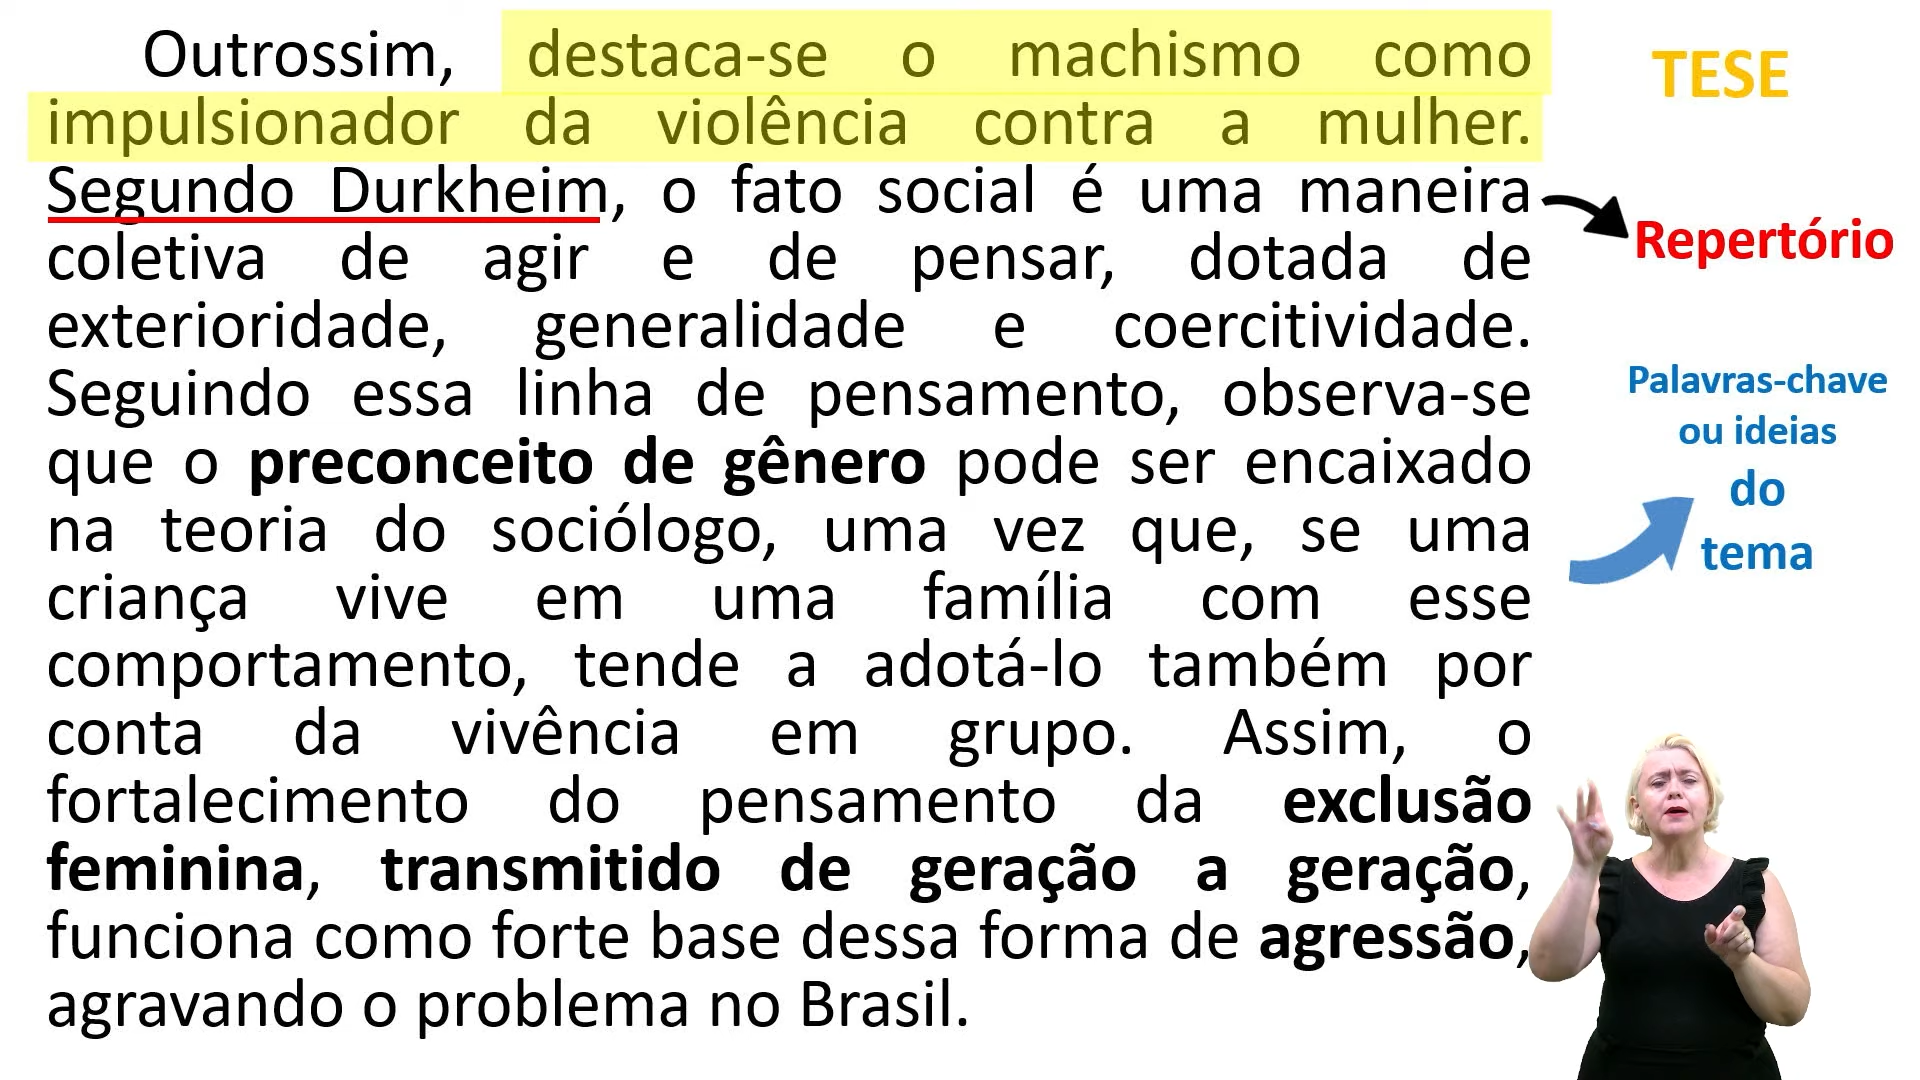 Outrossim, destaca-se o machismo como
impulsionador da violência contra a mulher.
Segundo Durkheim, o fato social é uma maneira
coletiva de agir e de pensar, dotada de
exterioridade, generalidade e coercitividade.
Seguindo essa linha de pensamento, observa-se
que o preconceito de gênero pode ser encaixado
na teoria do sociólogo, uma vez que, se uma
criança vive em uma família com esse
comportamento, tende a adotá-lo também por
conta da vivência em grupo. Assim, o
fortalecimento do pensamento da exclusão
feminina, transmitido de geração a geração,
funciona como forte base dessa forma de agressão,
agravando o problema no Brasil.
TESE
Repertório
Palavras-chave
ou ideias
do
tema